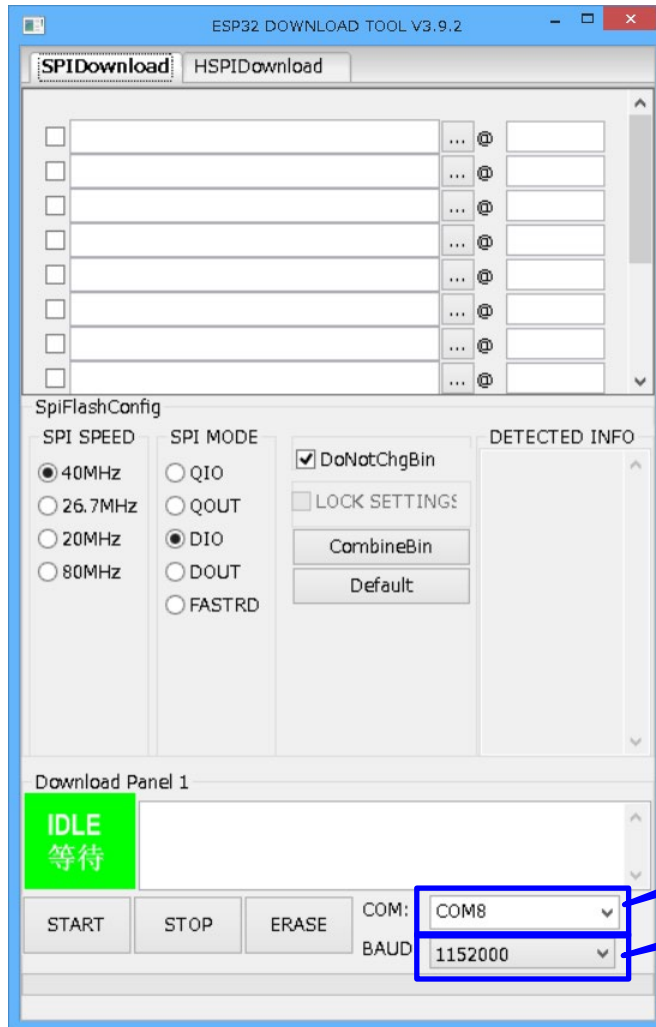 ESP32 DOWNLOAD TOOL V3.9.2
SPIDownload HSPIDownload
... @
... @
... @
... @
... @
... @
... @
... @
SpiFlashConfig
SPI SPEED SPI MODE DETECTED INFO
40MHz QIO DoNotChgBin
26.7MHz QOUT LOCK SETTINGS
20MHz DIO CombineBin
80MHz DOUT Default
FASTRD
Download Panel 1
IDLE
等待
START STOP ERASE COM: COM8
BAUD 1152000